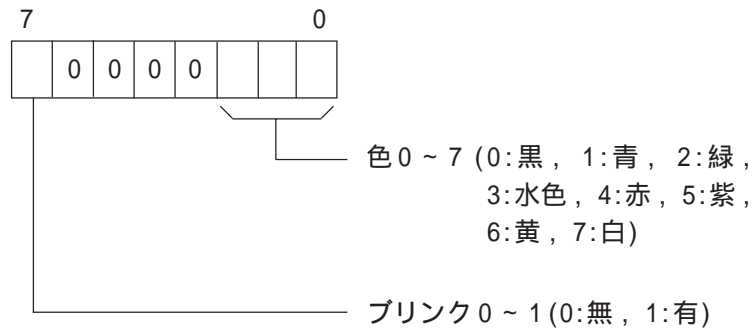 7 0
0 0 0 0
色0~7 (0:黒, 1:青, 2:緑,
3:水色, 4:赤, 5:紫,
6:黄, 7:白)
ブリンク0~1(0:無, 1:有)